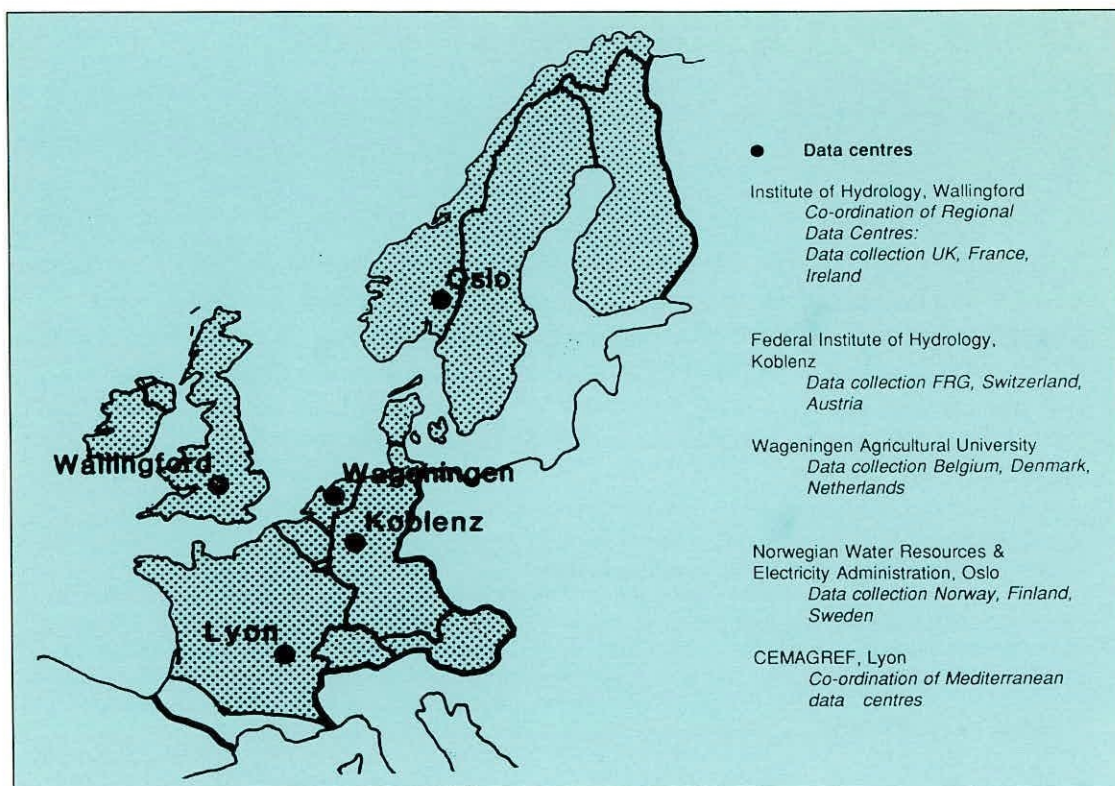 Oslo
Wallingford
Wageningen
Koblenz
Lyon
Data centres
Institute of Hydrology, Wallingford
Co-ordination of Regional
Data Centres:
Data collection UK, France,
Ireland
Federal Institute of Hydrology,
Koblenz
Data collection FRG, Switzerland,
Austria
Wageningen Agricultural University
Data collection Belgium, Denmark,
Netherlands
Norwegian Water Resources &
Electricity Administration, Oslo
Data collection Norway, Finland,
Sweden
CEMAGREF, Lyon
Co-ordination of Mediterranean
data centres